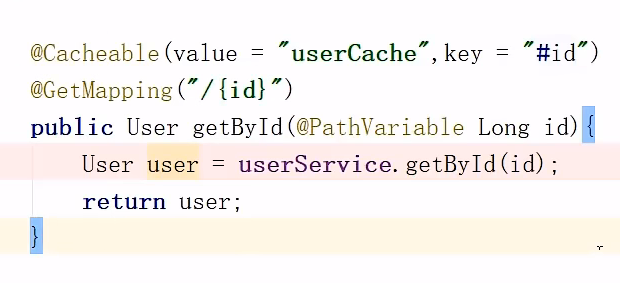 @Cacheable(value = "userCache",key = "#id")
@GetMapping("/{id}")
public User getById(@PathVariable Long id){
User user = userService.getById(id);
return user;
}